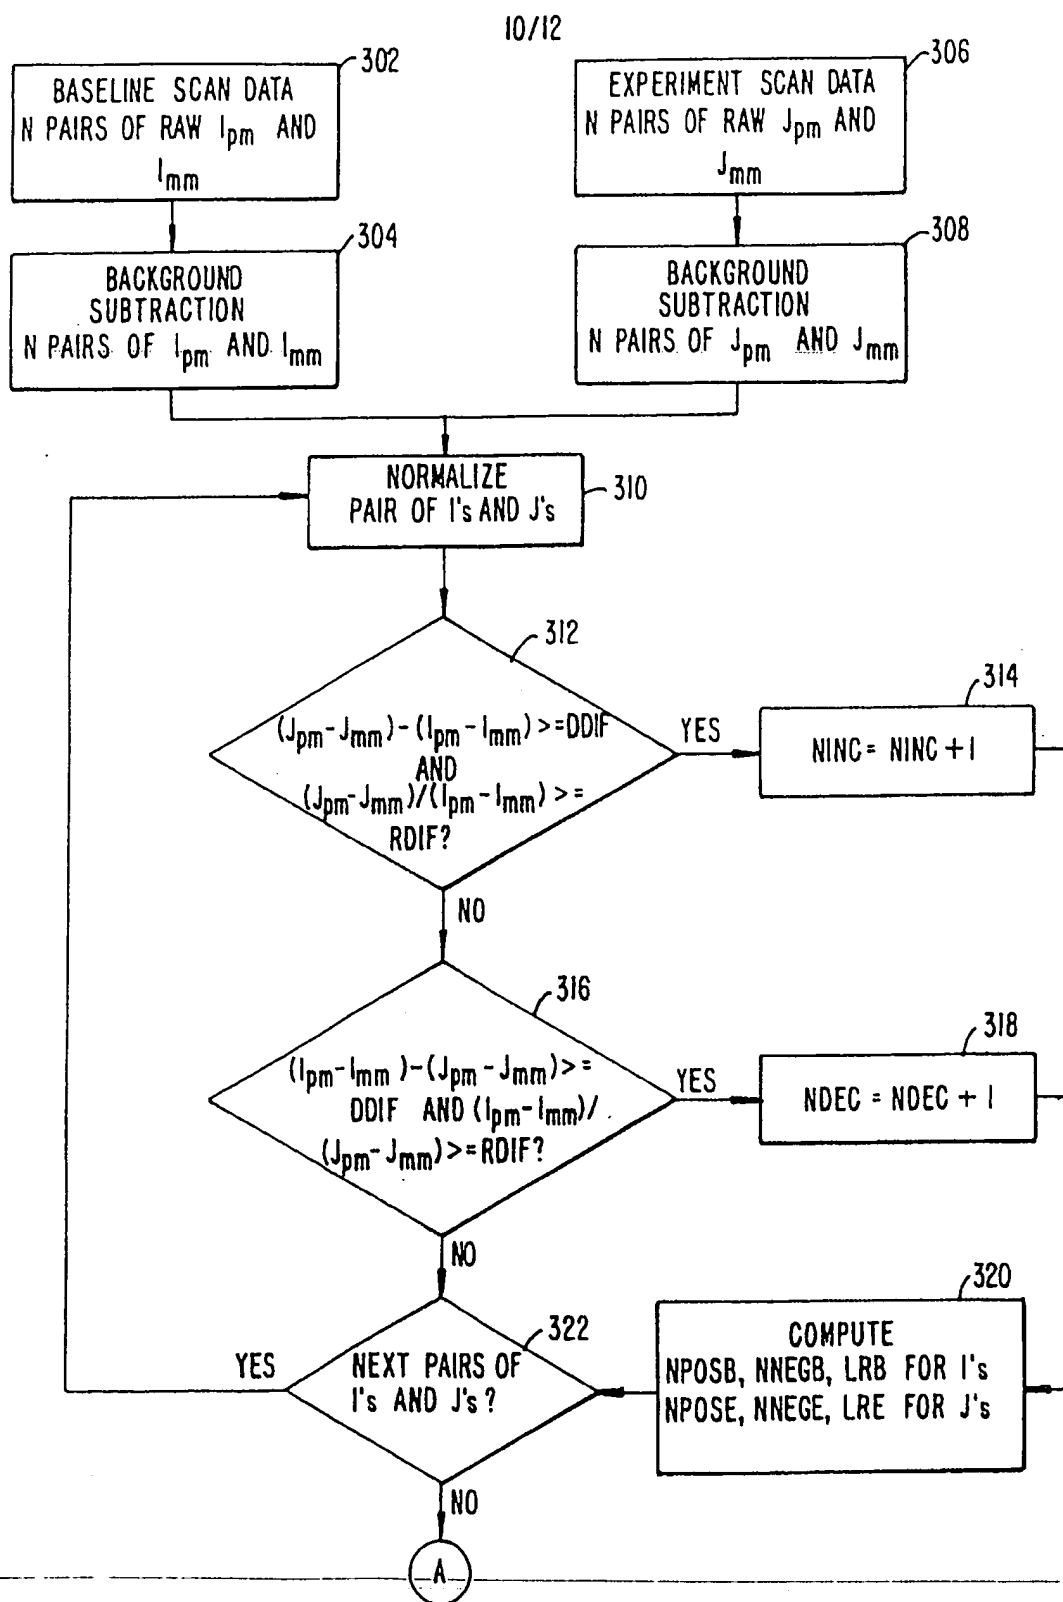 10/12
302
BASELINE SCAN DATA
N PAIRS OF RAW Ipm AND
Imm
306
EXPERIMENT SCAN DATA
N PAIRS OF RAW Jpm AND
Jmm
304
BACKGROUND
SUBTRACTION
N PAIRS OF Ipm AND Imm
308
BACKGROUND
SUBTRACTION
N PAIRS OF Jpm AND Jmm
NORMALIZE
PAIR OF I's AND J's
310
312
(Jpm-Jmm)-(Ipm-Imm)>=DDIF
AND
(Jpm-Jmm)/(Ipm-Imm)>=
RDIF?
YES
314
NINC= NINC+1
NO
316
(Ipm-Imm)-(Jpm-Jmm)>=
DDIF AND (Ipm-Imm)/
(Jpm-Jmm)>=RDIF?
YES
318
NDEC = NDEC + 1
NO
322
NEXT PAIRS OF
I's AND J's?
YES
320
COMPUTE
NPOSB, NNEGB, LRB FOR I's
NPOSE, NNEGE, LRE FOR J's
NO
A